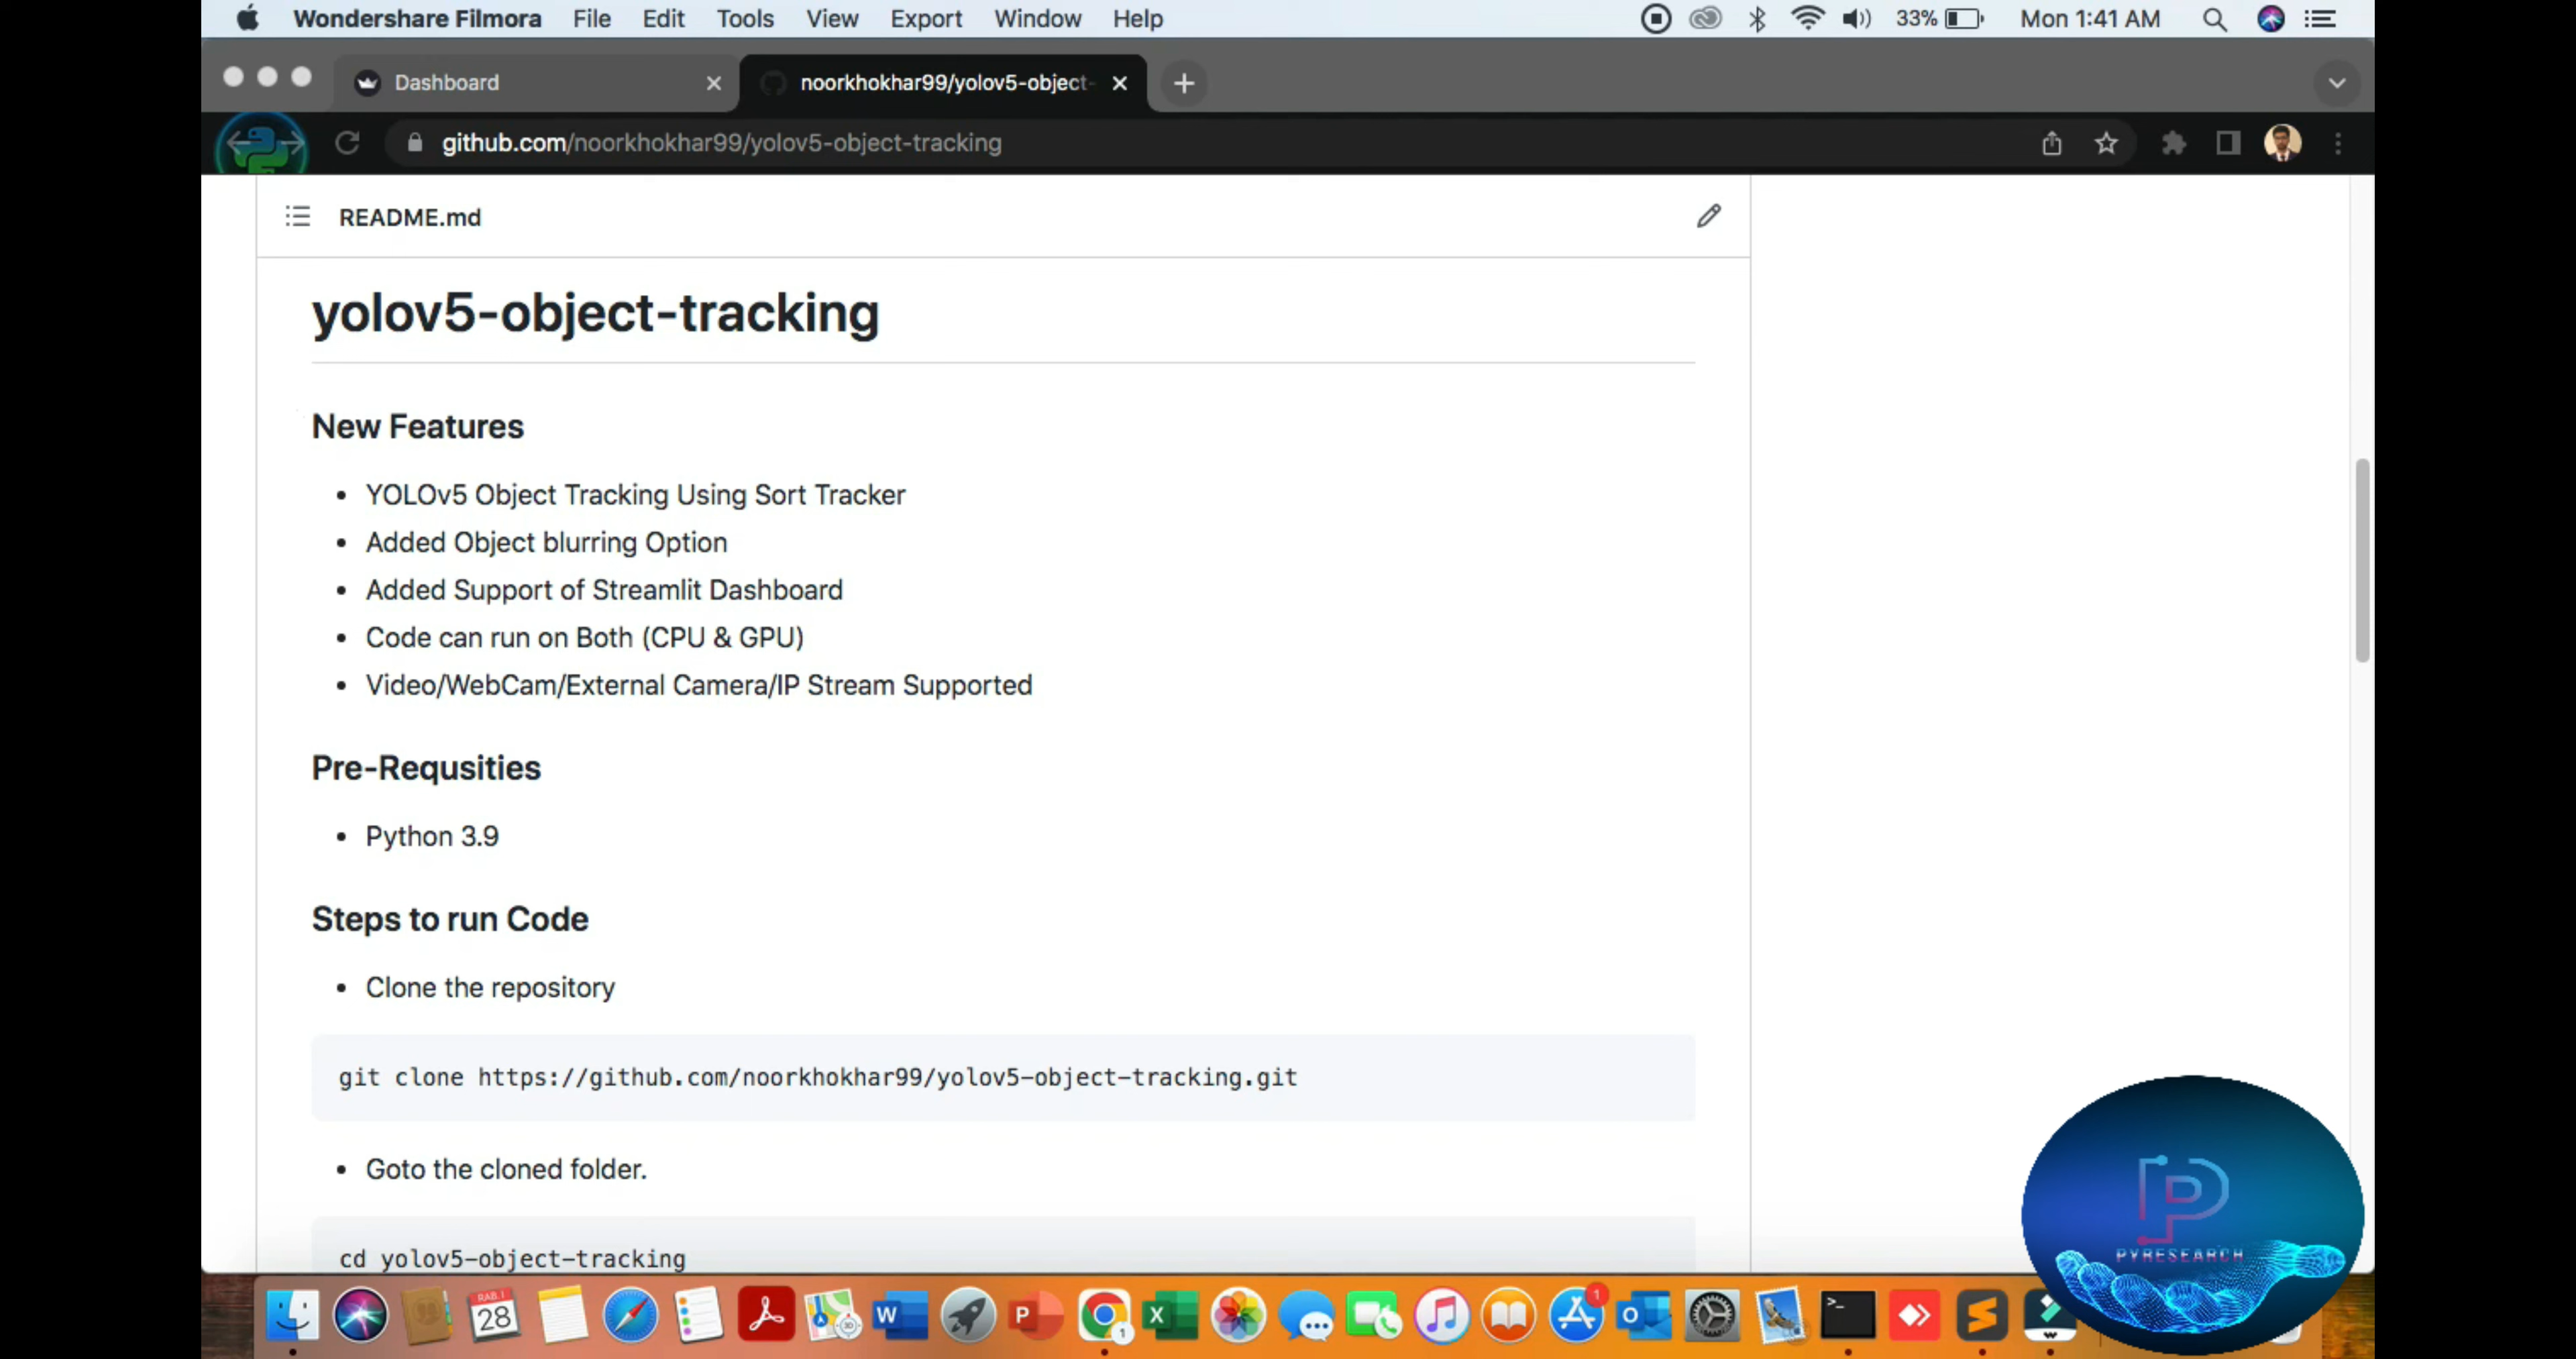 Wondershare Filmora File Edit Tools View Export Window Help 33% Mon 1:41 AM
Dashboard noorkhokhar99/yolov5-object-
github.com/noorkhokhar99/yolov5-object-tracking
README.md
yolov5-object-tracking
New Features
YOLOv5 Object Tracking Using Sort Tracker
Added Object blurring Option
Added Support of Streamlit Dashboard
Code can run on Both (CPU & GPU)
Video/WebCam/External Camera/IP Stream Supported
Pre-Requsities
Python 3.9
Steps to run Code
Clone the repository
git clone https://github.com/noorkhokhar99/yolov5-object-tracking.git
Goto the cloned folder.
cd yolov5-object-tracking
PYRESEARCH
RAB. I
28
W
P
1
X
1
O
>_